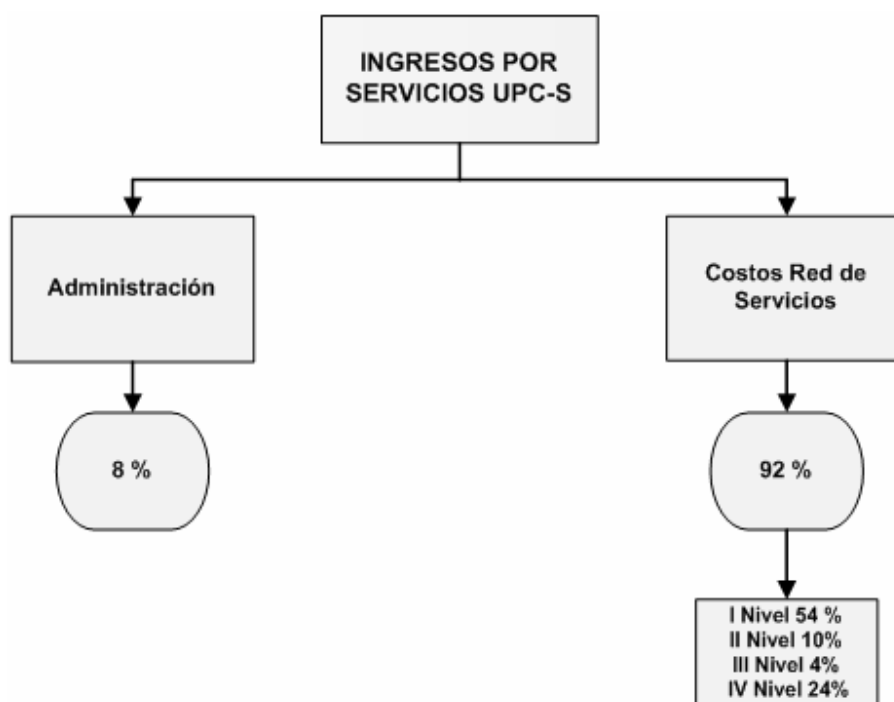 INGRESOS POR
SERVICIOS UPC-S
Administración
Costos Red de
Servicios
8 %
92 %
I Nivel 54 %
II Nivel 10%
III Nivel 4%
IV Nivel 24%